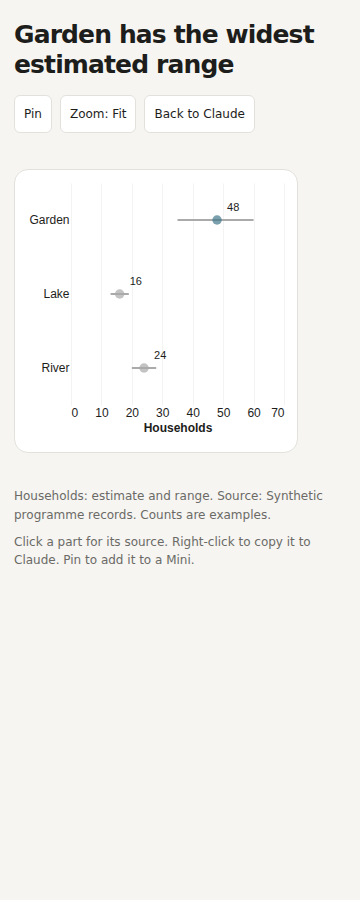 Garden has the widest
estimated range
Pin
Zoom: Fit
Back to Claude
48
Garden
16
Lake
24
River
0 10 20 30 40 50 60 70
Households
Households: estimate and range. Source: Synthetic
programme records. Counts are examples.
Click a part for its source. Right-click to copy it to
Claude. Pin to add it to a Mini.